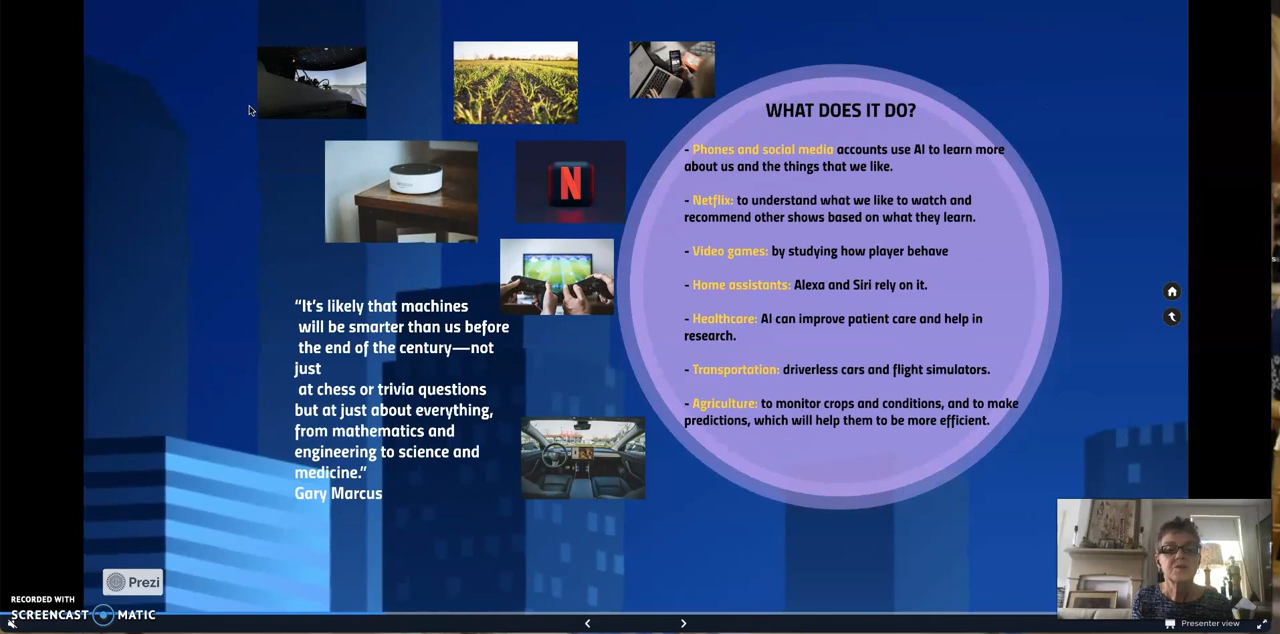 WHAT DOES IT DO?
- Phones and social media accounts use AI to learn more
about us and the things that we like.
- Netflix: to understand what we like to watch and
recommend other shows based on what they learn.
- Video games: by studying how player behave
- Home assistants: Alexa and Siri rely on it.
- Healthcare: AI can improve patient care and help in
research.
- Transportation: driverless cars and flight simulators.
- Agriculture: to monitor crops and conditions, and to make
predictions, which will help them to be more efficient.
N
“It’s likely that machines
will be smarter than us before
the end of the century—not
just
at chess or trivia questions
but at just about everything,
from mathematics and
engineering to science and
medicine.”
Gary Marcus
Prezi
RECORDED WITH
SCREENCAST MATIC
Presenter view